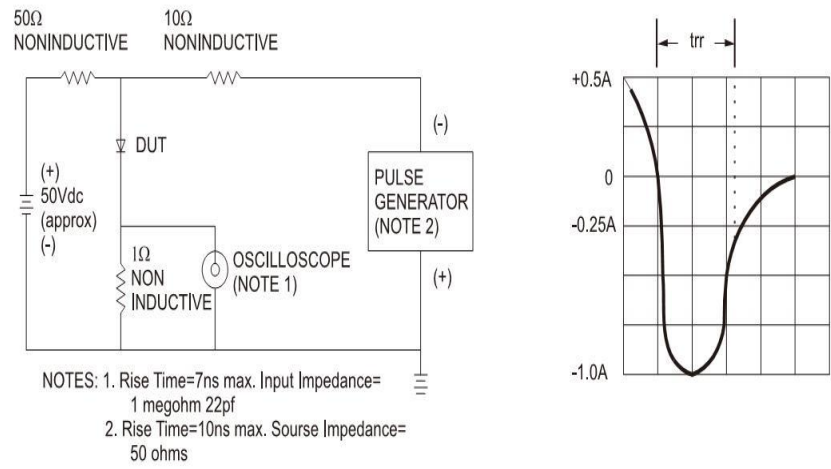 50Ω
NONINDUCTIVE
10Ω
NONINDUCTIVE
DUT
(+)
50Vdc
(approx)
(-)
1Ω
NON
INDUCTIVE
OSCILLOSCOPE
(NOTE 1)
(-)
PULSE
GENERATOR
(NOTE 2)
(+)
NOTES: 1. Rise Time=7ns max. Input Impedance=
1 megohm 22pf
2. Rise Time=10ns max. Sourse Impedance=
50 ohms
trr
+0.5A
0
-0.25A
-1.0A